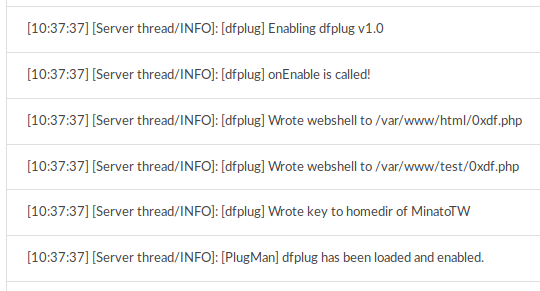 [10:37:37] [Server thread/INFO]: [dfplug] Enabling dfplug v1.0
[10:37:37] [Server thread/INFO]: [dfplug] onEnable is called!
[10:37:37] [Server thread/INFO]: [dfplug] Wrote webshell to /var/www/html/0xdf.php
[10:37:37] [Server thread/INFO]: [dfplug] Wrote webshell to /var/www/test/0xdf.php
[10:37:37] [Server thread/INFO]: [dfplug] Wrote key to homedir of MinatoTW
[10:37:37] [Server thread/INFO]: [PlugMan] dfplug has been loaded and enabled.